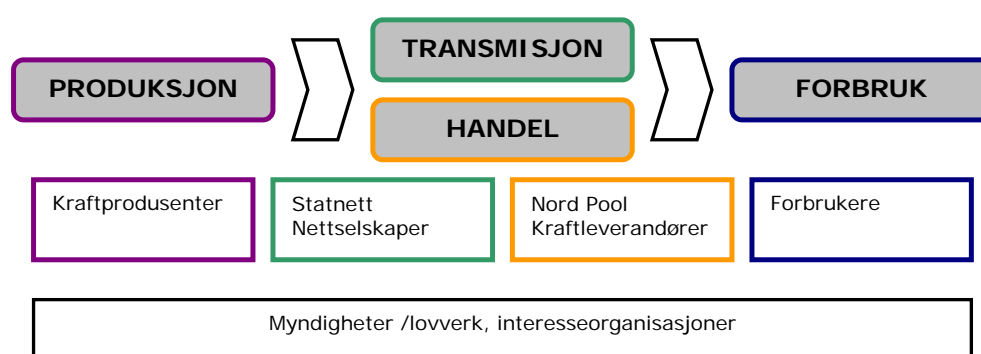 PRODUKSJON
TRANSMISJON
HANDEL
FORBRUK
Kraftprodusenter
Statnett
Nettselskaper
Nord Pool
Kraftleverandører
Forbrukere
Myndigheter /lovverk, interesseorganisasjoner